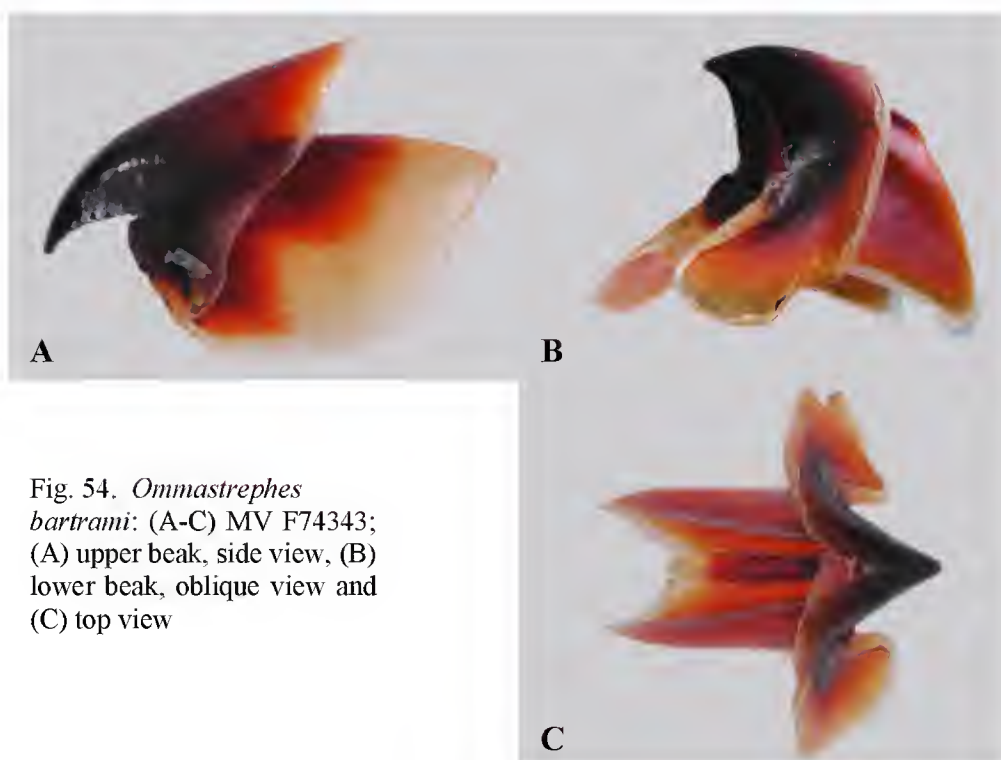 A
B
Fig. 54. Ommastrephes
bartrami: (A-C) MV F74343;
(A) upper beak, side view, (B)
lower beak, oblique view and
(C) top view
C